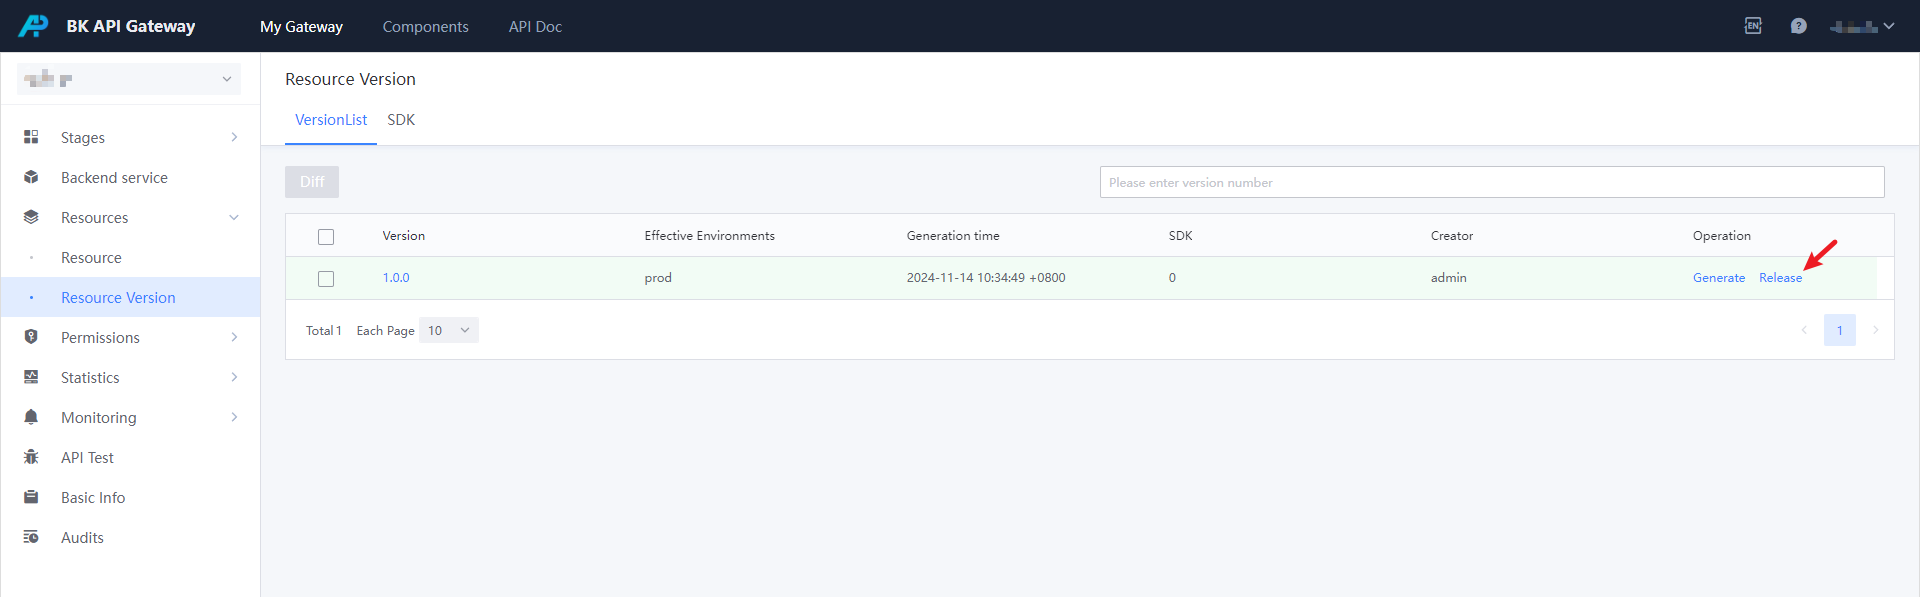 BK API Gateway My Gateway Components API Doc EN ?
Stages
Backend service
Resources
Resource
Resource Version
Permissions
Statistics
Monitoring
API Test
Basic Info
Audits
Resource Version
VersionList SDK
Diff Please enter version number
Version Effective Environments Generation time SDK Creator Operation
1.0.0 prod 2024-11-14 10:34:49 +0800 0 admin Generate Release
Total 1 Each Page 10 1